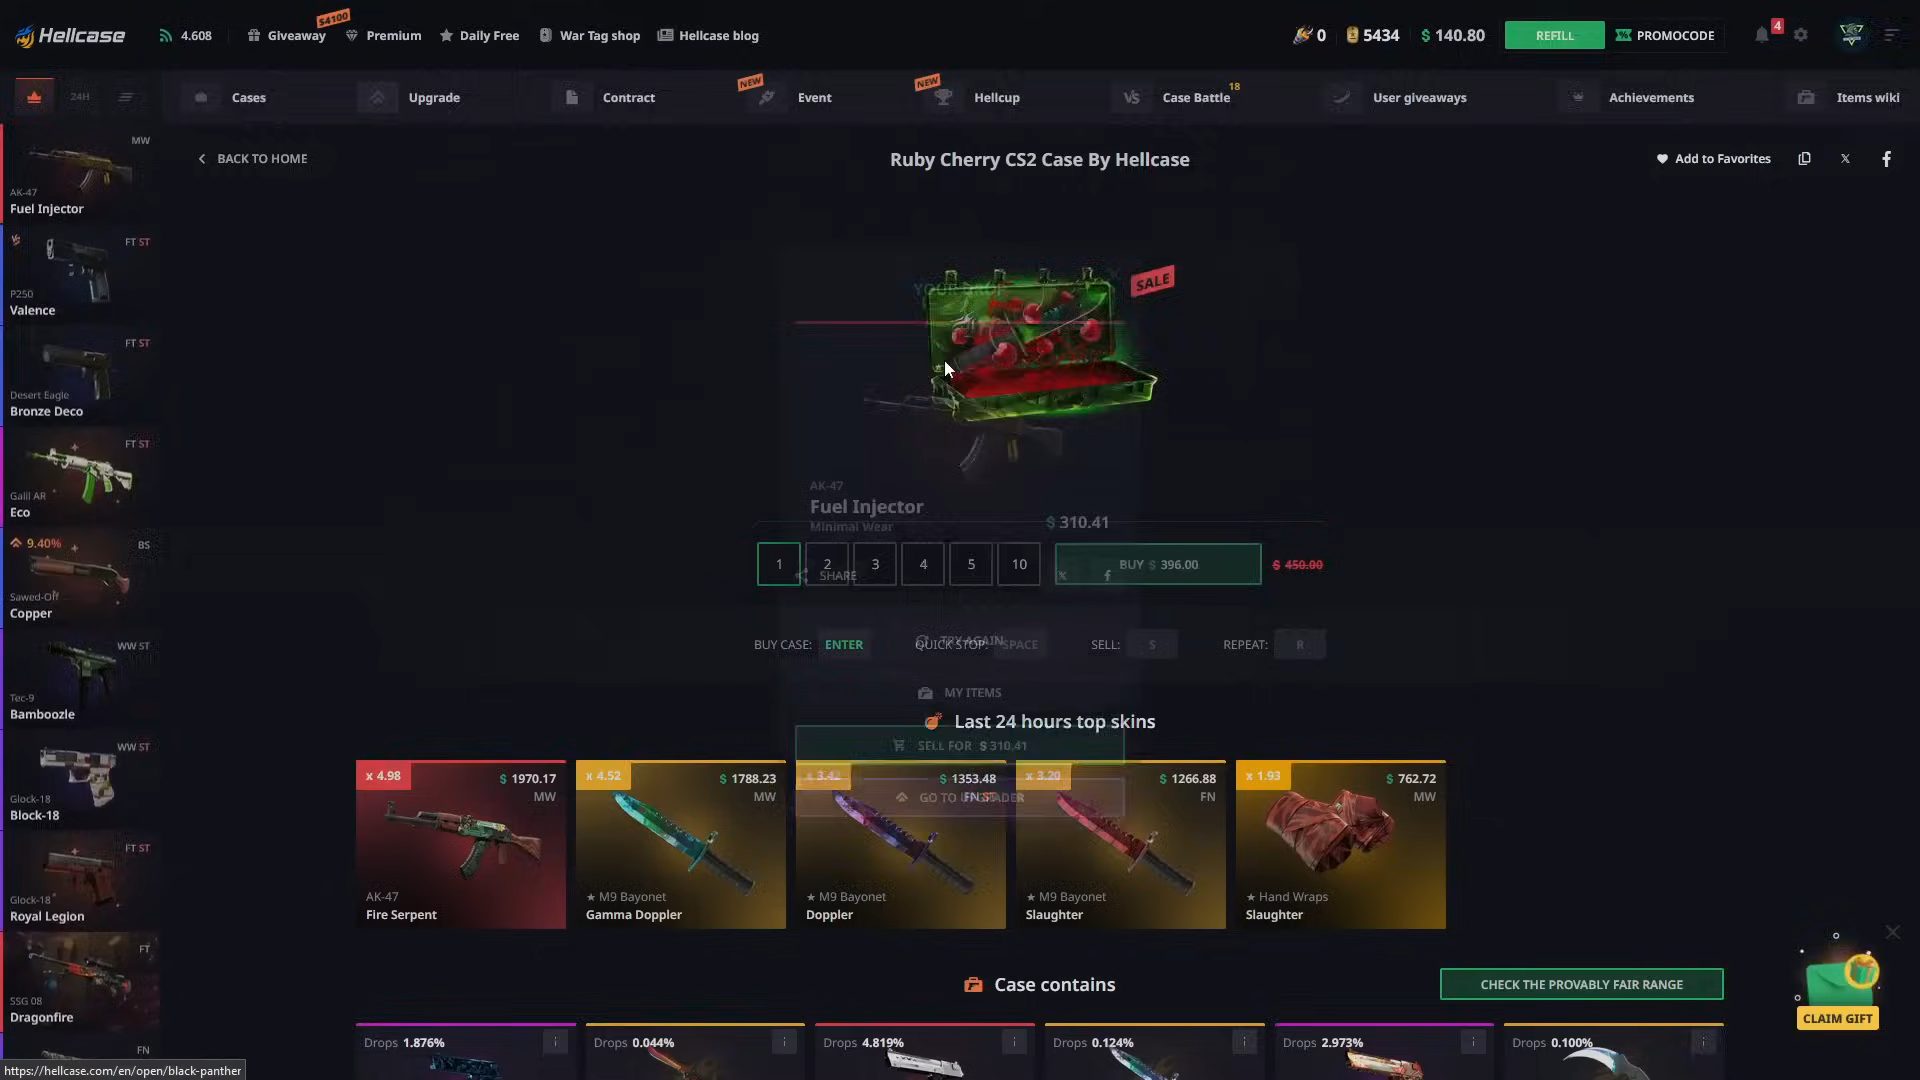 Hellcase
4.608
Giveaway
$4100
Premium
Daily Free
War Tag shop
Hellcase blog
0
5434
$ 140.80
REFILL
PROMOCODE
4
24H
Cases
Upgrade
Contract
NEW
Event
NEW
Hellcup
VS
Case Battle
18
User giveaways
Achievements
Items wiki
BACK TO HOME
Ruby Cherry CS2 Case By Hellcase
Add to Favorites
MW
AK-47
Fuel Injector
FT ST
P250
Valence
FT ST
Desert Eagle
Bronze Deco
FT ST
Galil AR
Eco
9.40%
BS
Sawed-Off
Copper
WW ST
Tec-9
Bamboozle
WW ST
Glock-18
Block-18
FT ST
Glock-18
Royal Legion
FT
SSG 08
Dragonfire
FN
YOUR DROP
SALE
AK-47
Fuel Injector
Minimal Wear
$ 310.41
1
2
3
4
5
10
BUY $ 396.00
$ 450.00
SHARE
BUY CASE: ENTER
QUICK STOP: SPACE
SELL: S
REPEAT: R
TRY AGAIN
MY ITEMS
Last 24 hours top skins
SELL FOR $ 310.41
GO TO UPGRADER
x 4.98
$ 1970.17
MW
AK-47
Fire Serpent
x 4.52
$ 1788.23
MW
★ M9 Bayonet
Gamma Doppler
x 3.42
$ 1353.48
FN ST
★ M9 Bayonet
Doppler
x 3.20
$ 1266.88
FN
★ M9 Bayonet
Slaughter
x 1.93
$ 762.72
MW
★ Hand Wraps
Slaughter
Case contains
CHECK THE PROVABLY FAIR RANGE
CLAIM GIFT
Drops 1.876%
Drops 0.044%
Drops 4.819%
Drops 0.124%
Drops 2.973%
Drops 0.100%
https://hellcase.com/en/open/black-panther